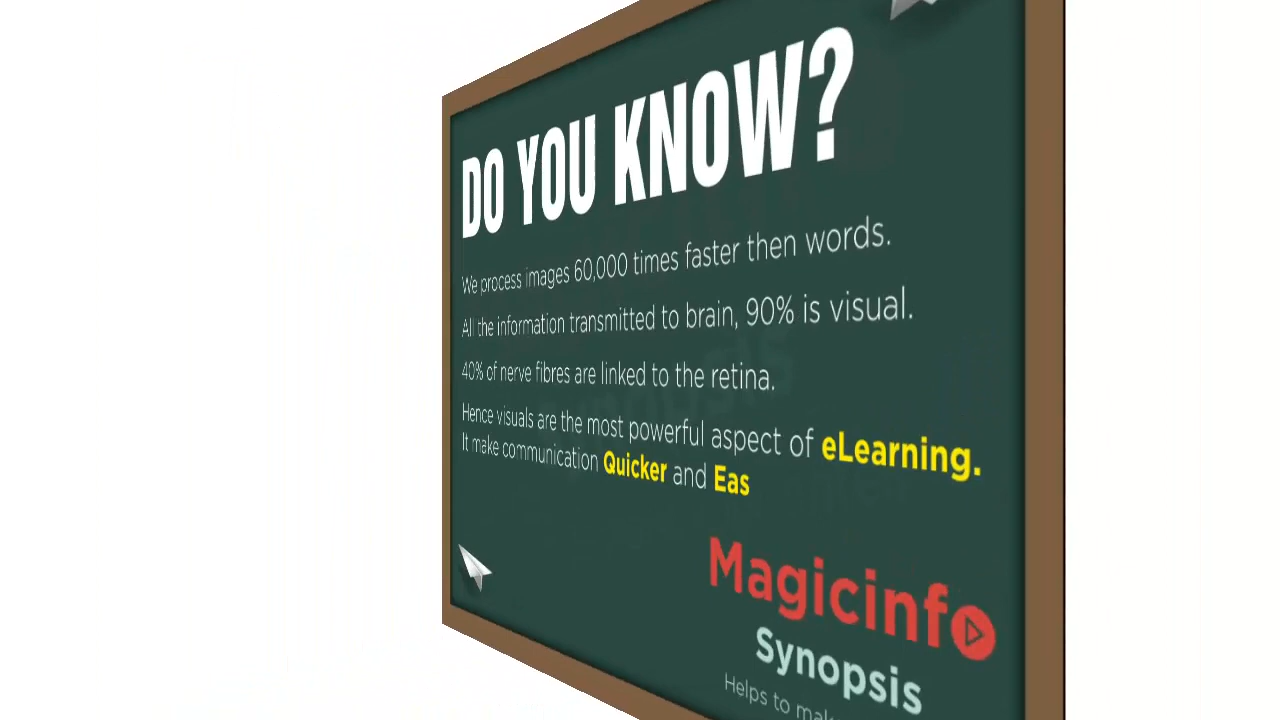 DO YOU KNOW?
We process images 60,000 times faster then words.
All the information transmitted to brain, 90% is visual.
40% of nerve fibres are linked to the retina.
Hence visuals are the most powerful aspect of eLearning.
It make communication Quicker and Eas
Magicinfo
Synopsis
Helps to mak